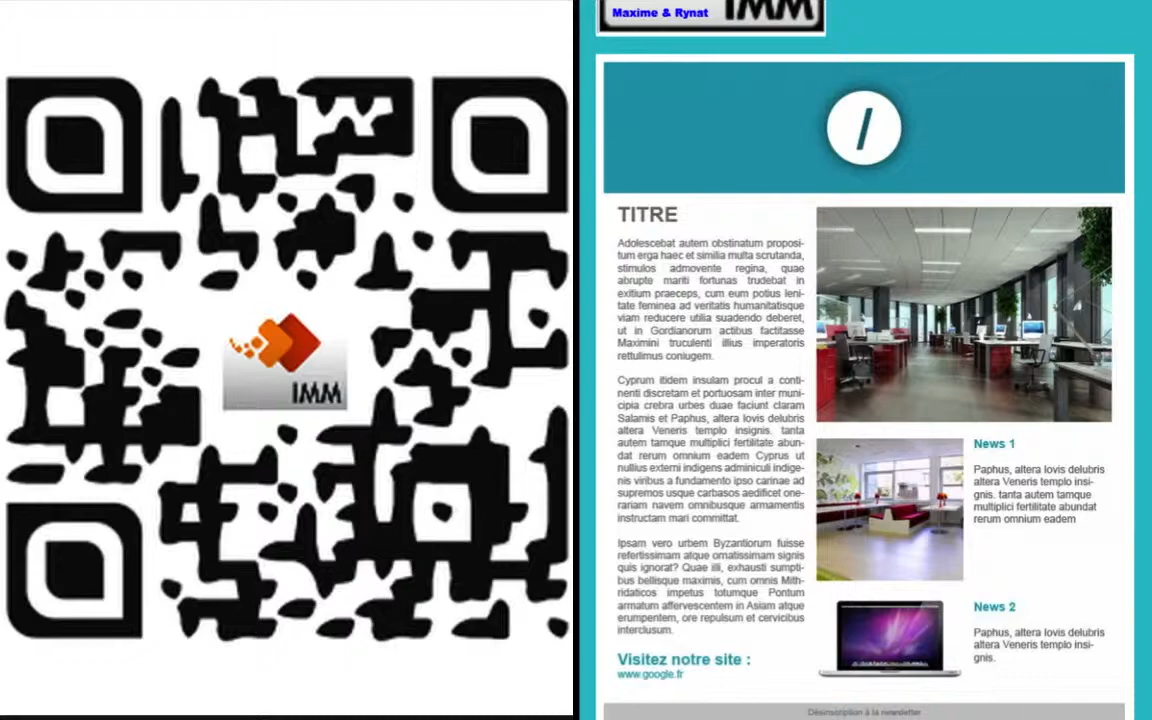 Maxime & Rynat
IMM
IMM
TITRE
Adolescebat autem obstinatum proposi-
tum erga haec et similia multa scrutanda,
stimulos admovente regina, quae
abrupte mariti fortunas trudebat in
exitium praeceps, cum eum potius leni-
tate feminea ad veritatis humanitatisque
viam reducere utilia suadendo deberet,
ut in Gordianorum actibus factitasse
Maximini truculenti illius imperatoris
rettulimus coniugem.
Cyprum itidem insulam procul a conti-
nenti discretam et portuosam inter muni-
cipia crebra urbes duae faciunt claram
Salamis et Paphus, altera Iovis delubris
altera Veneris templo insignis. tanta
autem tamque multiplici fertilitate abun-
dat rerum omnium eadem Cyprus ut
nullius externi indigens adminiculi indige-
nis viribus a fundamento ipso carinae ad
supremos usque carbasos aedificet one-
rariam navem omnibusque armamentis
instructam mari committat.
Ipsam vero urbem Byzantiorum fuisse
refertissimam atque ornatissimam signis
quis ignorat? Quae illi, exhausti sumpti-
bus bellisque maximis, cum omnis Mith-
ridaticos impetus totumque Pontum
armatum affervescentem in Asiam atque
erumpentem, ore repulsum et cervicibus
interclusum.
Visitez notre site :
www.google.fr
News 1
Paphus, altera Iovis delubris
altera Veneris templo insi-
gnis. tanta autem tamque
multiplici fertilitate abundat
rerum omnium eadem
News 2
Paphus, altera Iovis delubris
altera Veneris templo insi-
gnis.
Désinscription à la newsletter